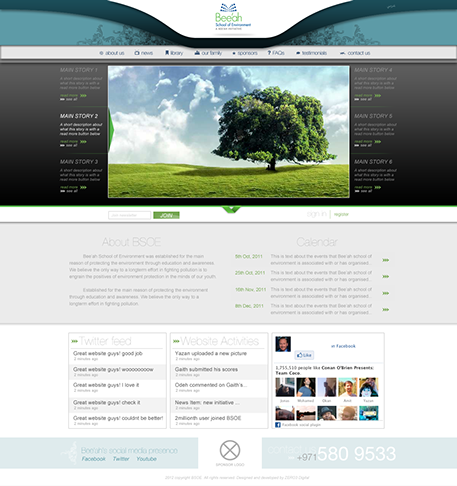 Bee'ah
School of Environment
about us
news
library
our family
sponsors
FAQs
testimonials
contact us
MAIN STORY 1
A short description about
what this story is with a
read more button below
read more
see all
MAIN STORY 2
A short description about
what this story is with a
read more button below
read more
see all
MAIN STORY 3
A short description about
what this story is with a
read more button below
read more
see all
MAIN STORY 4
A short description about
what this story is with a
read more button below
read more
see all
MAIN STORY 5
A short description about
what this story is with a
read more button below
read more
see all
MAIN STORY 6
A short description about
what this story is with a
read more button below
read more
see all
JOIN
sign in | register
About BSOE
Bee'ah School of Environment was established for the main
reason of protecting the environment through education and awareness.
We believe the only way to a longterm effort in fighting pollution is to
engrain the positives of environment protection in the minds of our youth.
Established for the main reason of protecting the environment
through education and awareness. We believe the only way to a
longterm effort in fighting pollution is.
Calendar
5th Oct, 2011
This is text about the events that Bee'ah school of
environment is associated with or has organised..
20th Oct, 2011
This is text about the events that Bee'ah school of
environment is associated with or has organised..
16th Nov, 2011
This is text about the events that Bee'ah school of
environment is associated with or has organised..
6th Dec, 2011
This is text about the events that Bee'ah school of
environment is associated with or has organised..
Twitter feed
Great website guys! good job
2 minutes ago
Great website guys! wooooooow
2 minutes ago
Great website guys! I love it
2 minutes ago
Great website guys! check it
2 minutes ago
Great website guys! couldnt be better!
2 minutes ago
Website Activities
Yazan uploaded a new picture
2 minutes ago
Gaith submitted his scores
2 minutes ago
Odeh commented on Gaith's...
2 minutes ago
News Item: new initiative ...
2 minutes ago
2million user joined BSOE
2 minutes ago
on Facebook
Like
1,755,510 people like Conan O'Brien Presents:
Team Coco
Facebook social plugin
Bee'ah's social media presence
Facebook Twitter Youtube
SPONSOR LOGO
+971 580 9533